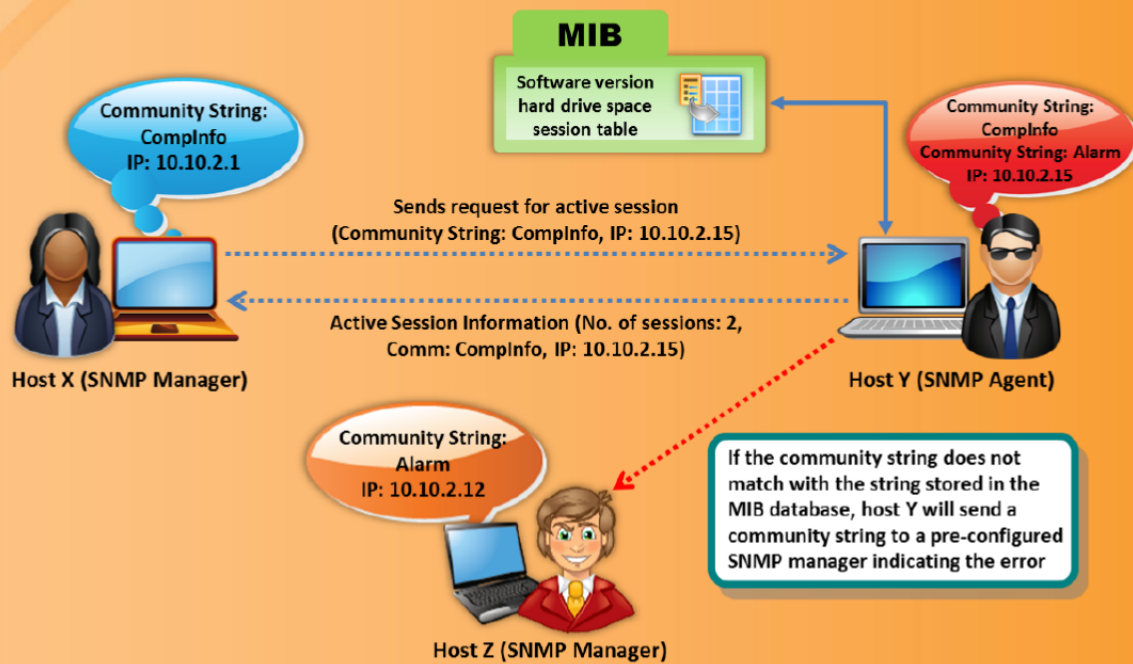 MIB
Software version
hard drive space
session table
Community String:
CompInfo
IP: 10.10.2.1
Community String:
CompInfo
Community String: Alarm
IP: 10.10.2.15
Sends request for active session
(Community String: CompInfo, IP: 10.10.2.15)
Active Session Information (No. of sessions: 2,
Comm: CompInfo, IP: 10.10.2.15)
Host X (SNMP Manager)
Host Y (SNMP Agent)
Community String:
Alarm
IP: 10.10.2.12
If the community string does not
match with the string stored in the
MIB database, host Y will send a
community string to a pre-configured
SNMP manager indicating the error
Host Z (SNMP Manager)